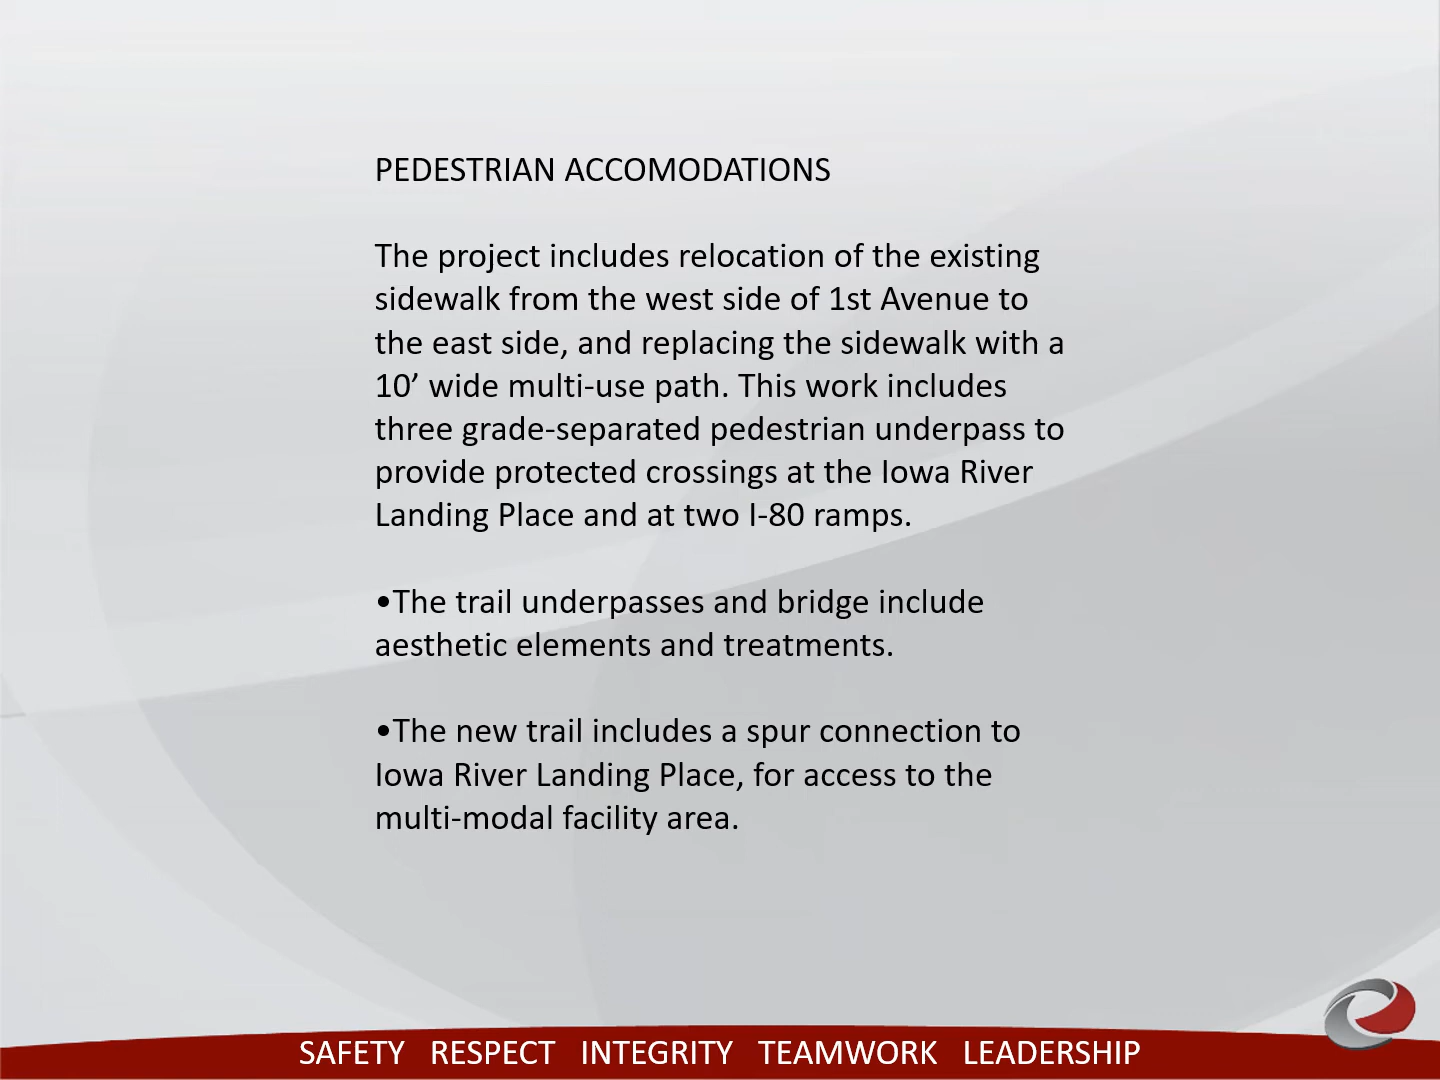 PEDESTRIAN ACCOMODATIONS
The project includes relocation of the existing
sidewalk from the west side of 1st Avenue to
the east side, and replacing the sidewalk with a
10’ wide multi-use path. This work includes
three grade-separated pedestrian underpass to
provide protected crossings at the Iowa River
Landing Place and at two I-80 ramps.
•The trail underpasses and bridge include
aesthetic elements and treatments.
•The new trail includes a spur connection to
Iowa River Landing Place, for access to the
multi-modal facility area.
SAFETY RESPECT INTEGRITY TEAMWORK LEADERSHIP